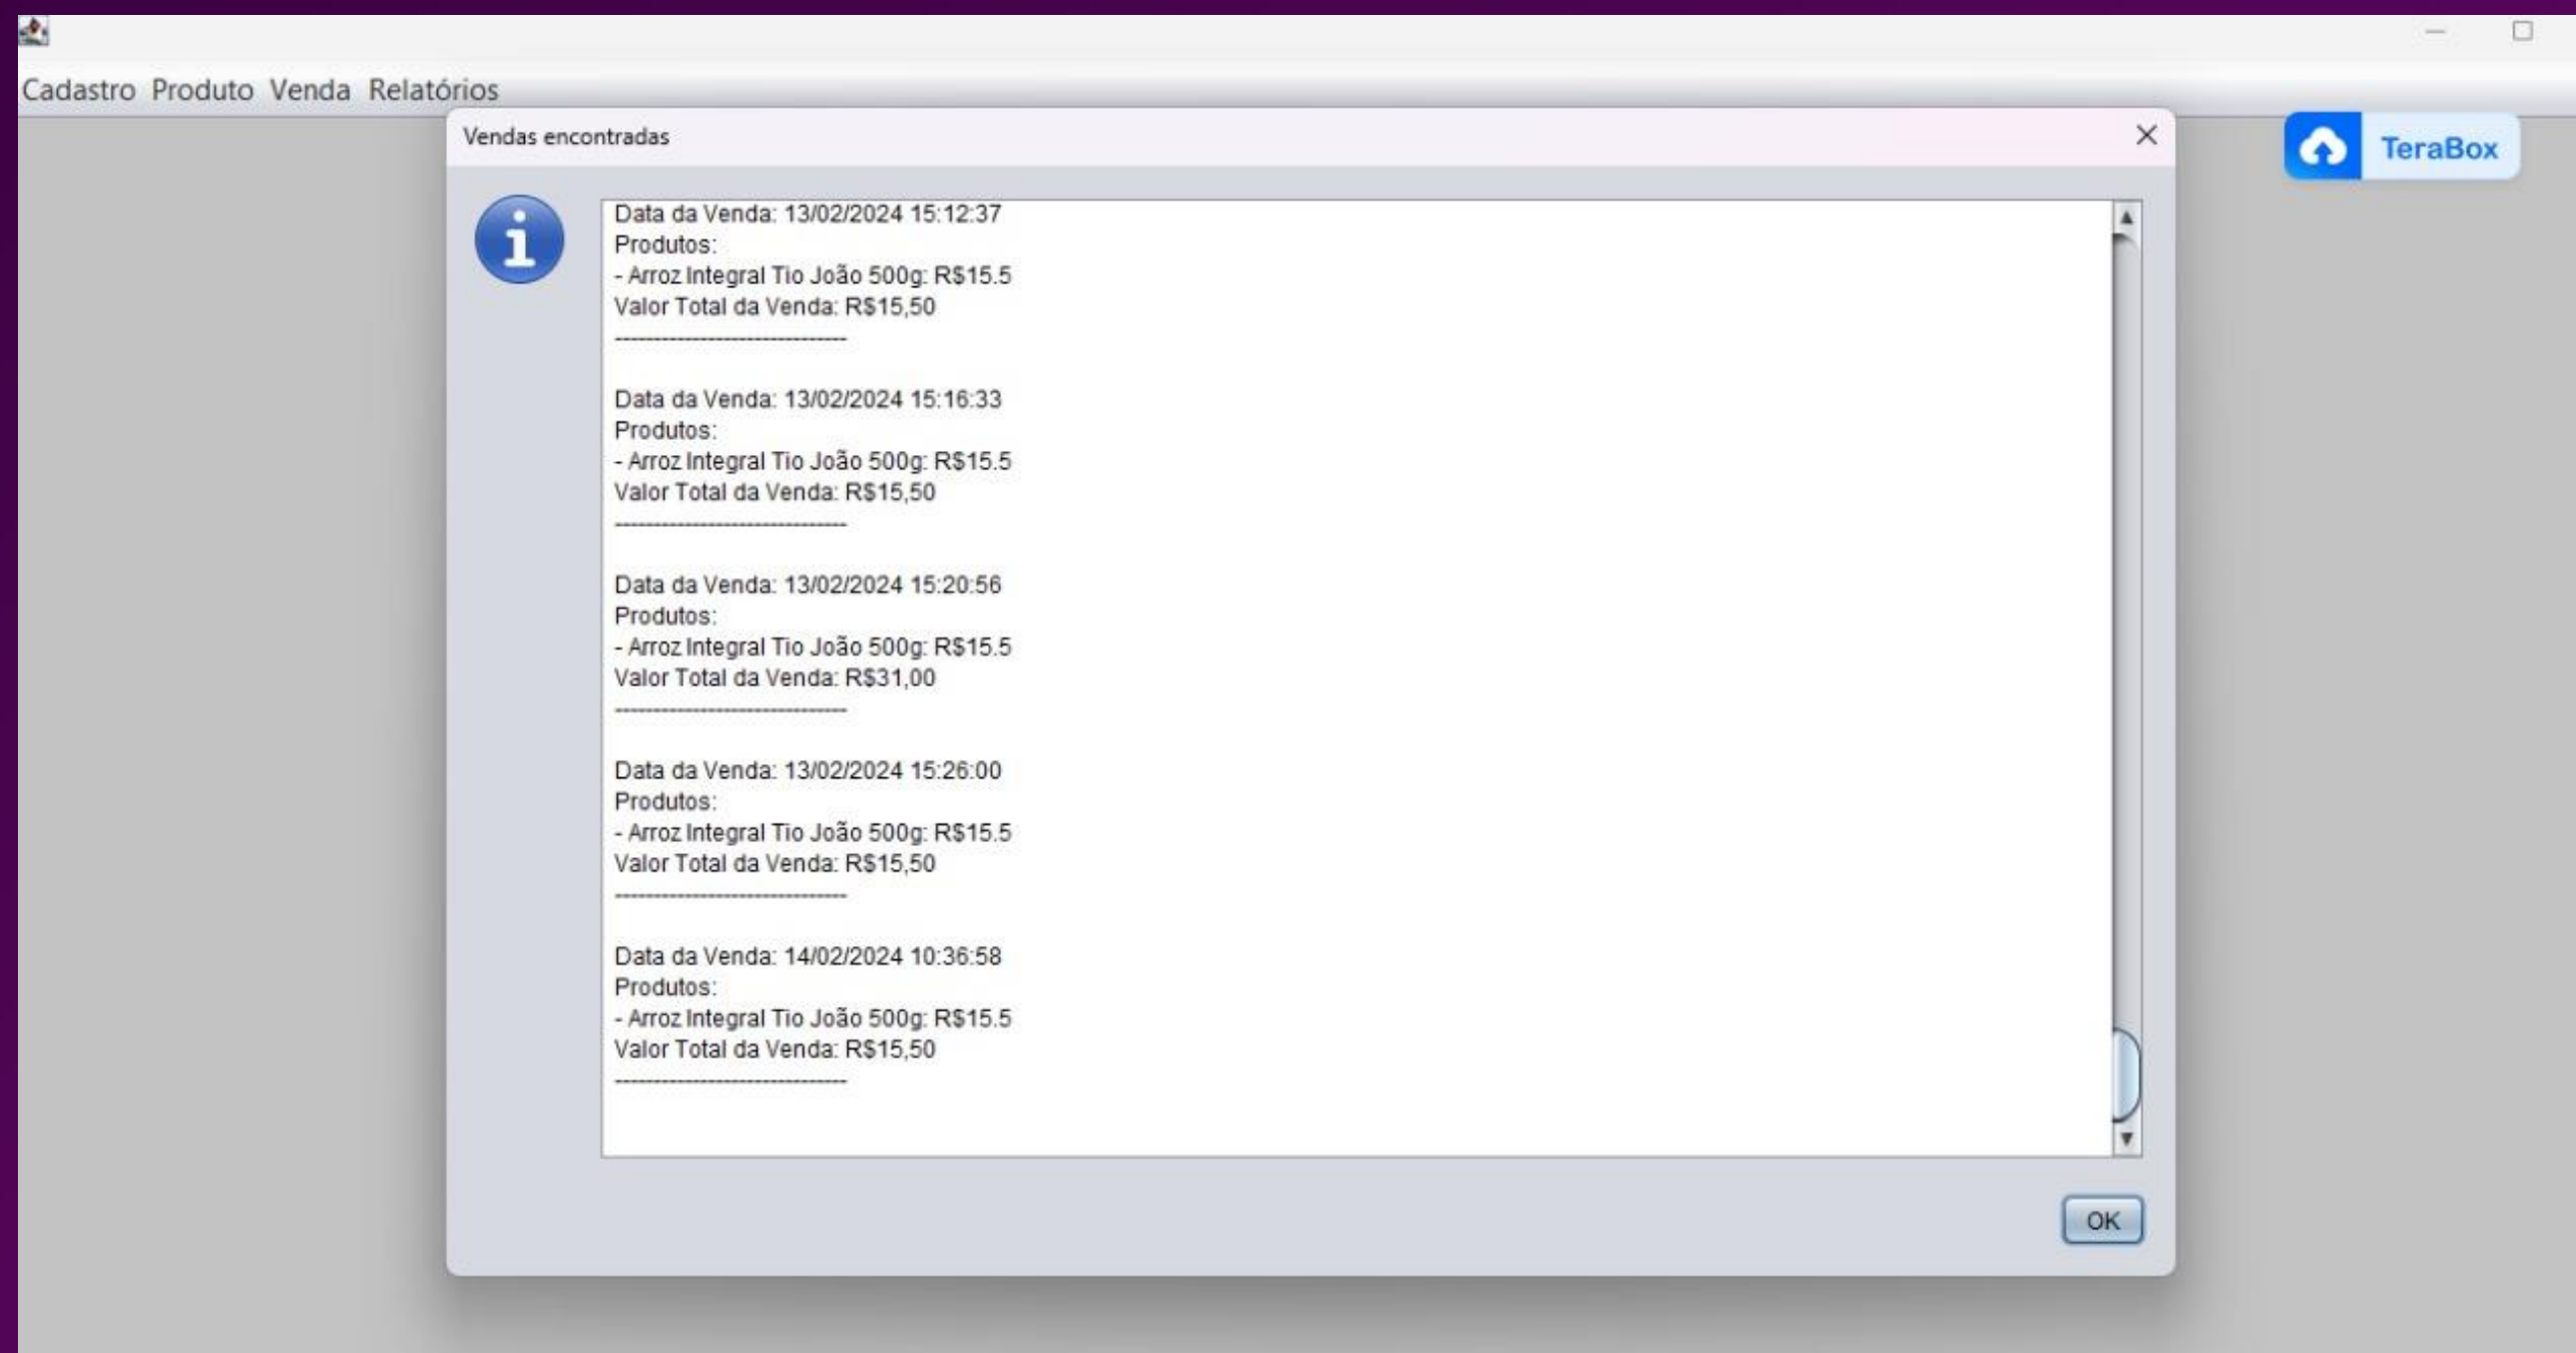 Cadastro Produto Venda Relatórios
Vendas encontradas
TeraBox
Data da Venda: 13/02/2024 15:12:37
Produtos:
- Arroz Integral Tio João 500g: R$15.5
Valor Total da Venda: R$15,50
------------------------------
Data da Venda: 13/02/2024 15:16:33
Produtos:
- Arroz Integral Tio João 500g: R$15.5
Valor Total da Venda: R$15,50
------------------------------
Data da Venda: 13/02/2024 15:20:56
Produtos:
- Arroz Integral Tio João 500g: R$15.5
Valor Total da Venda: R$31,00
------------------------------
Data da Venda: 13/02/2024 15:26:00
Produtos:
- Arroz Integral Tio João 500g: R$15.5
Valor Total da Venda: R$15,50
------------------------------
Data da Venda: 14/02/2024 10:36:58
Produtos:
- Arroz Integral Tio João 500g: R$15.5
Valor Total da Venda: R$15,50
------------------------------
OK